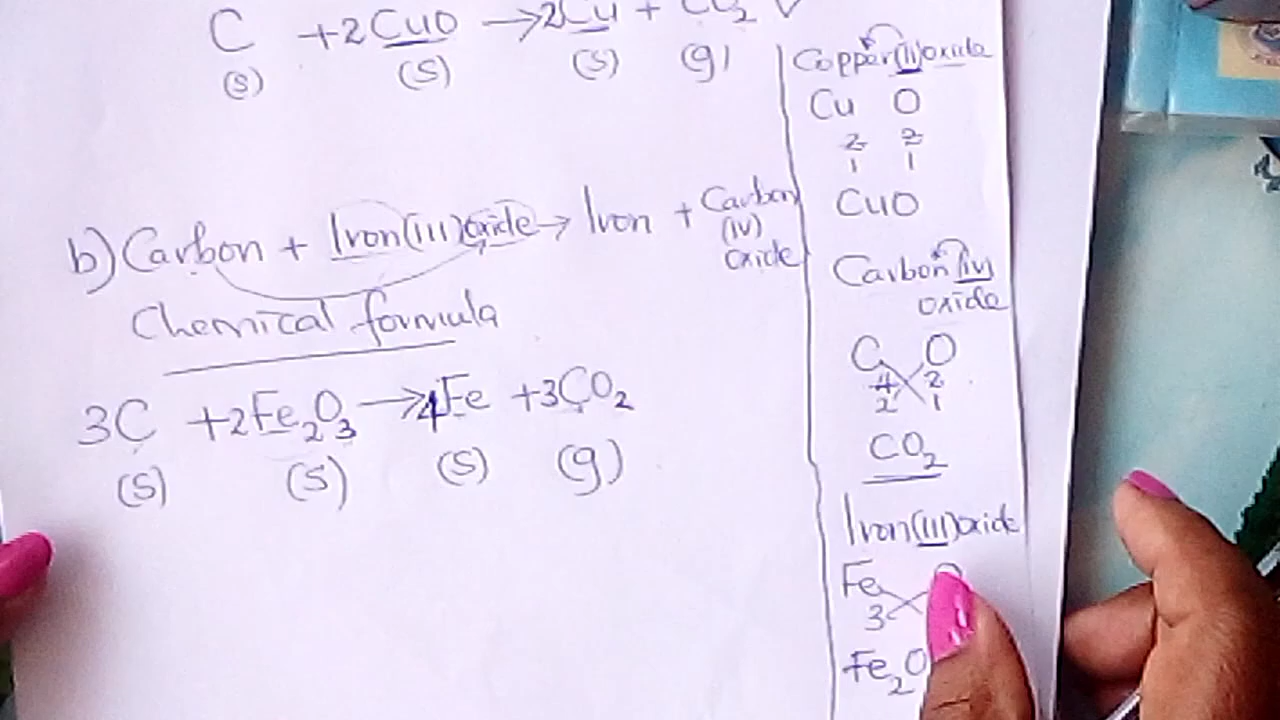 C + 2CuO → 2Cu + CO₂ ✓
(s) (s) (s) (g)
b) Carbon + Iron(III)oxide → Iron + Carbon
(IV)
oxide
Chemical formula
3C + 2Fe₂O₃ → 4Fe + 3CO₂
(s) (s) (s) (g)
Copper(II)oxide
Cu O
2 2
1 1
CuO
Carbon(IV)
oxide
C O
4 2
2 1
CO₂
Iron(III)oxide
Fe
3
Fe₂O